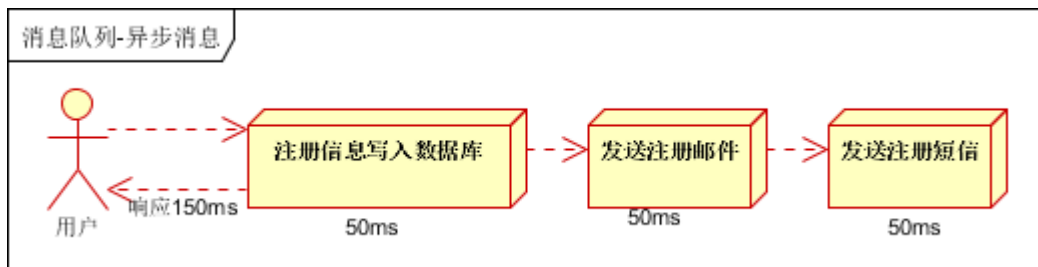 消息队列-异步消息
注册信息写入数据库
发送注册邮件
发送注册短信
响应150ms
用户
50ms
50ms
50ms